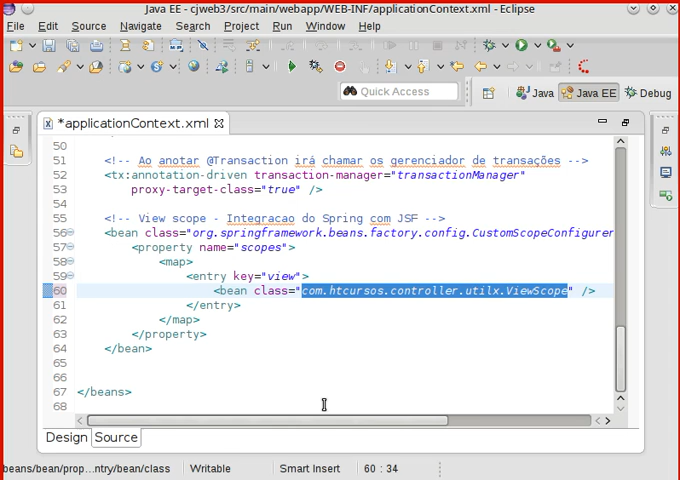 Java EE - cjweb3/src/main/webapp/WEB-INF/applicationContext.xml - Eclipse
File Edit Source Navigate Search Project Run Window Help
Quick Access
Java Java EE Debug
*applicationContext.xml
50
51 <!-- Ao anotar @Transaction irá chamar os gerenciador de transações -->
52 <tx:annotation-driven transaction-manager="transactionManager"
53 proxy-target-class="true" />
54
55 <!-- View scope - Integracao do Spring com JSF -->
56 <bean class="org.springframework.beans.factory.config.CustomScopeConfigurer
57 <property name="scopes">
58 <map>
59 <entry key="view">
60 <bean class="com.htcursos.controller.utilx.ViewScope" />
61 </entry>
62 </map>
63 </property>
64 </bean>
65
66
67 </beans>
68
Design Source
beans/bean/prop...ntry/bean/class Writable Smart Insert 60 : 34